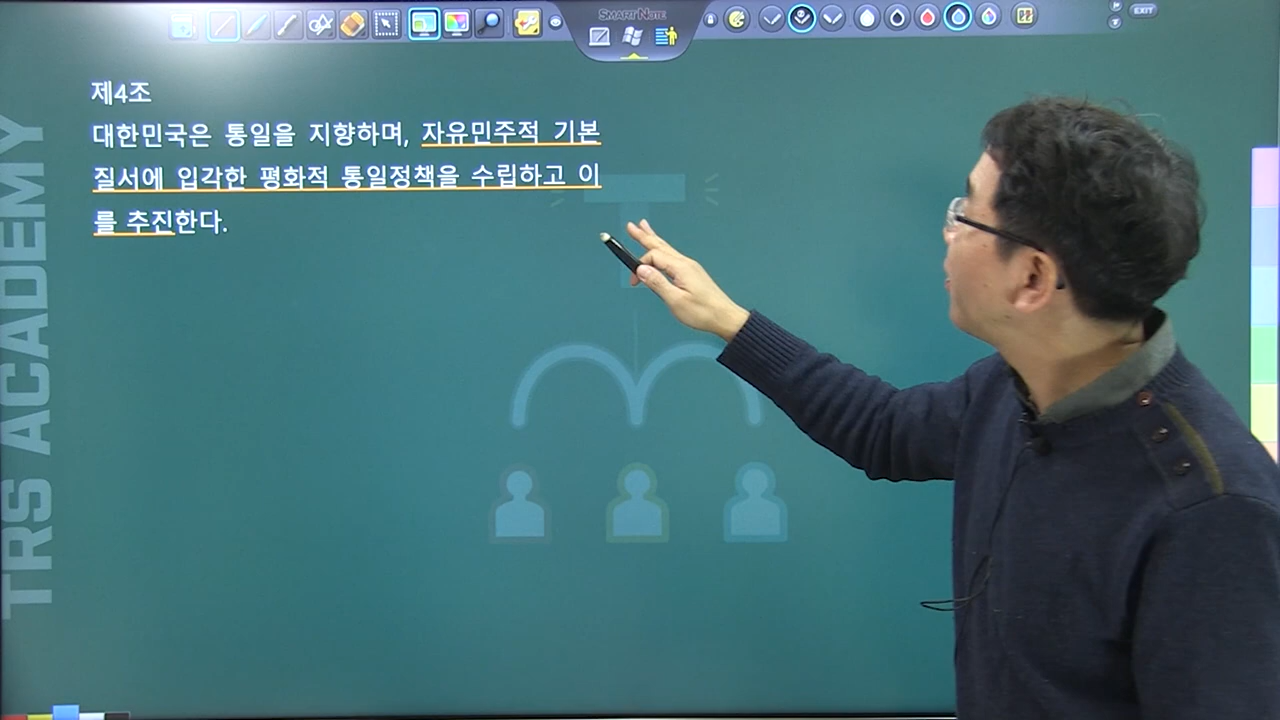 SMARTNOTE
EXIT
제4조
대한민국은 통일을 지향하며, 자유민주적 기본
질서에 입각한 평화적 통일정책을 수립하고 이
를 추진한다.
TRS ACADEMY